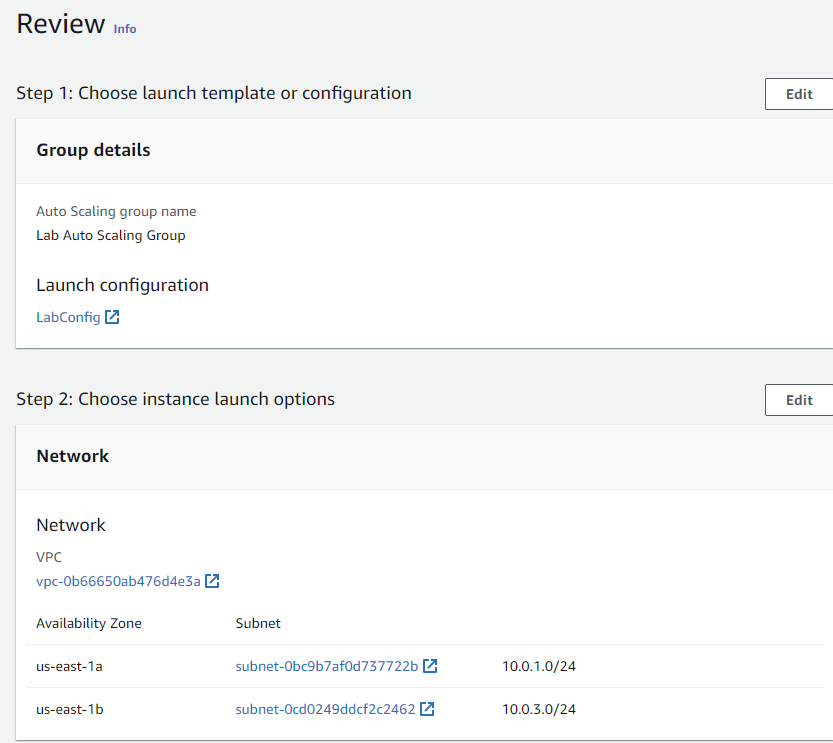 Review Info
Step 1: Choose launch template or configuration Edit
Group details
Auto Scaling group name
Lab Auto Scaling Group
Launch configuration
LabConfig
Step 2: Choose instance launch options Edit
Network
Network
VPC
vpc-0b66650ab476d4e3a
Availability Zone Subnet
us-east-1a subnet-0bc9b7af0d737722b 10.0.1.0/24
us-east-1b subnet-0cd0249ddcf2c2462 10.0.3.0/24